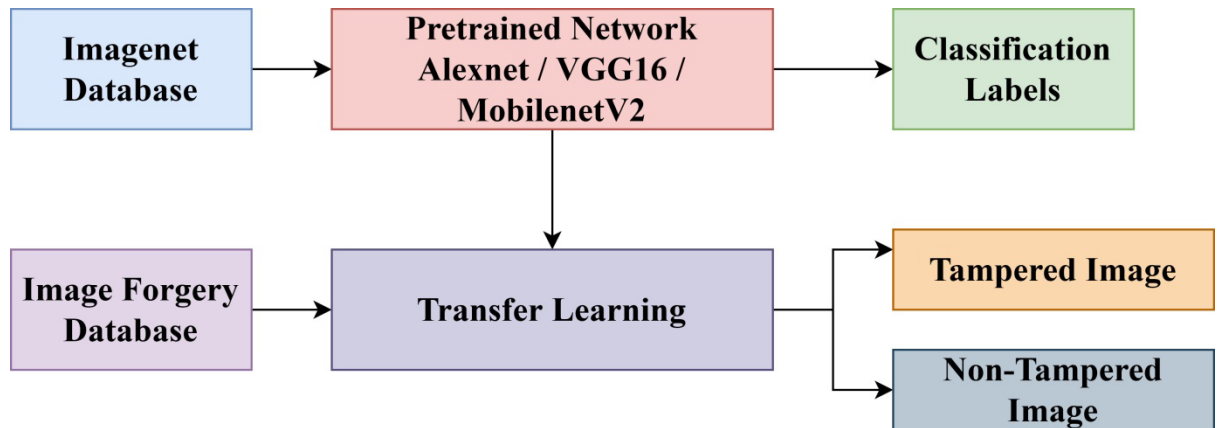 Imagenet
Database
Pretrained Network
Alexnet / VGG16 /
MobilenetV2
Classification
Labels
Image Forgery
Database
Transfer Learning
Tampered Image
Non-Tampered
Image